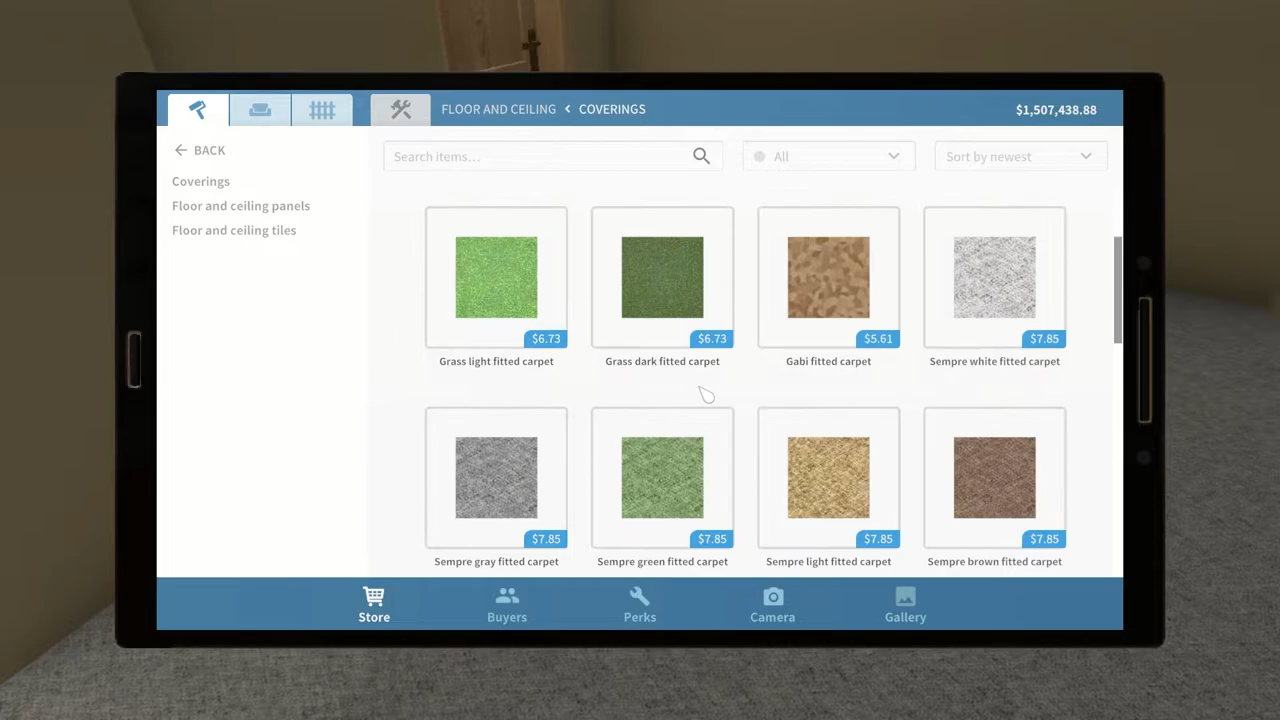 FLOOR AND CEILING < COVERINGS
$1,507,438.88
BACK
Coverings
Floor and ceiling panels
Floor and ceiling tiles
Search items...
All
Sort by newest
$6.73
$6.73
$5.61
$7.85
Grass light fitted carpet
Grass dark fitted carpet
Gabi fitted carpet
Sempre white fitted carpet
$7.85
$7.85
$7.85
$7.85
Sempre gray fitted carpet
Sempre green fitted carpet
Sempre light fitted carpet
Sempre brown fitted carpet
Store
Buyers
Perks
Camera
Gallery